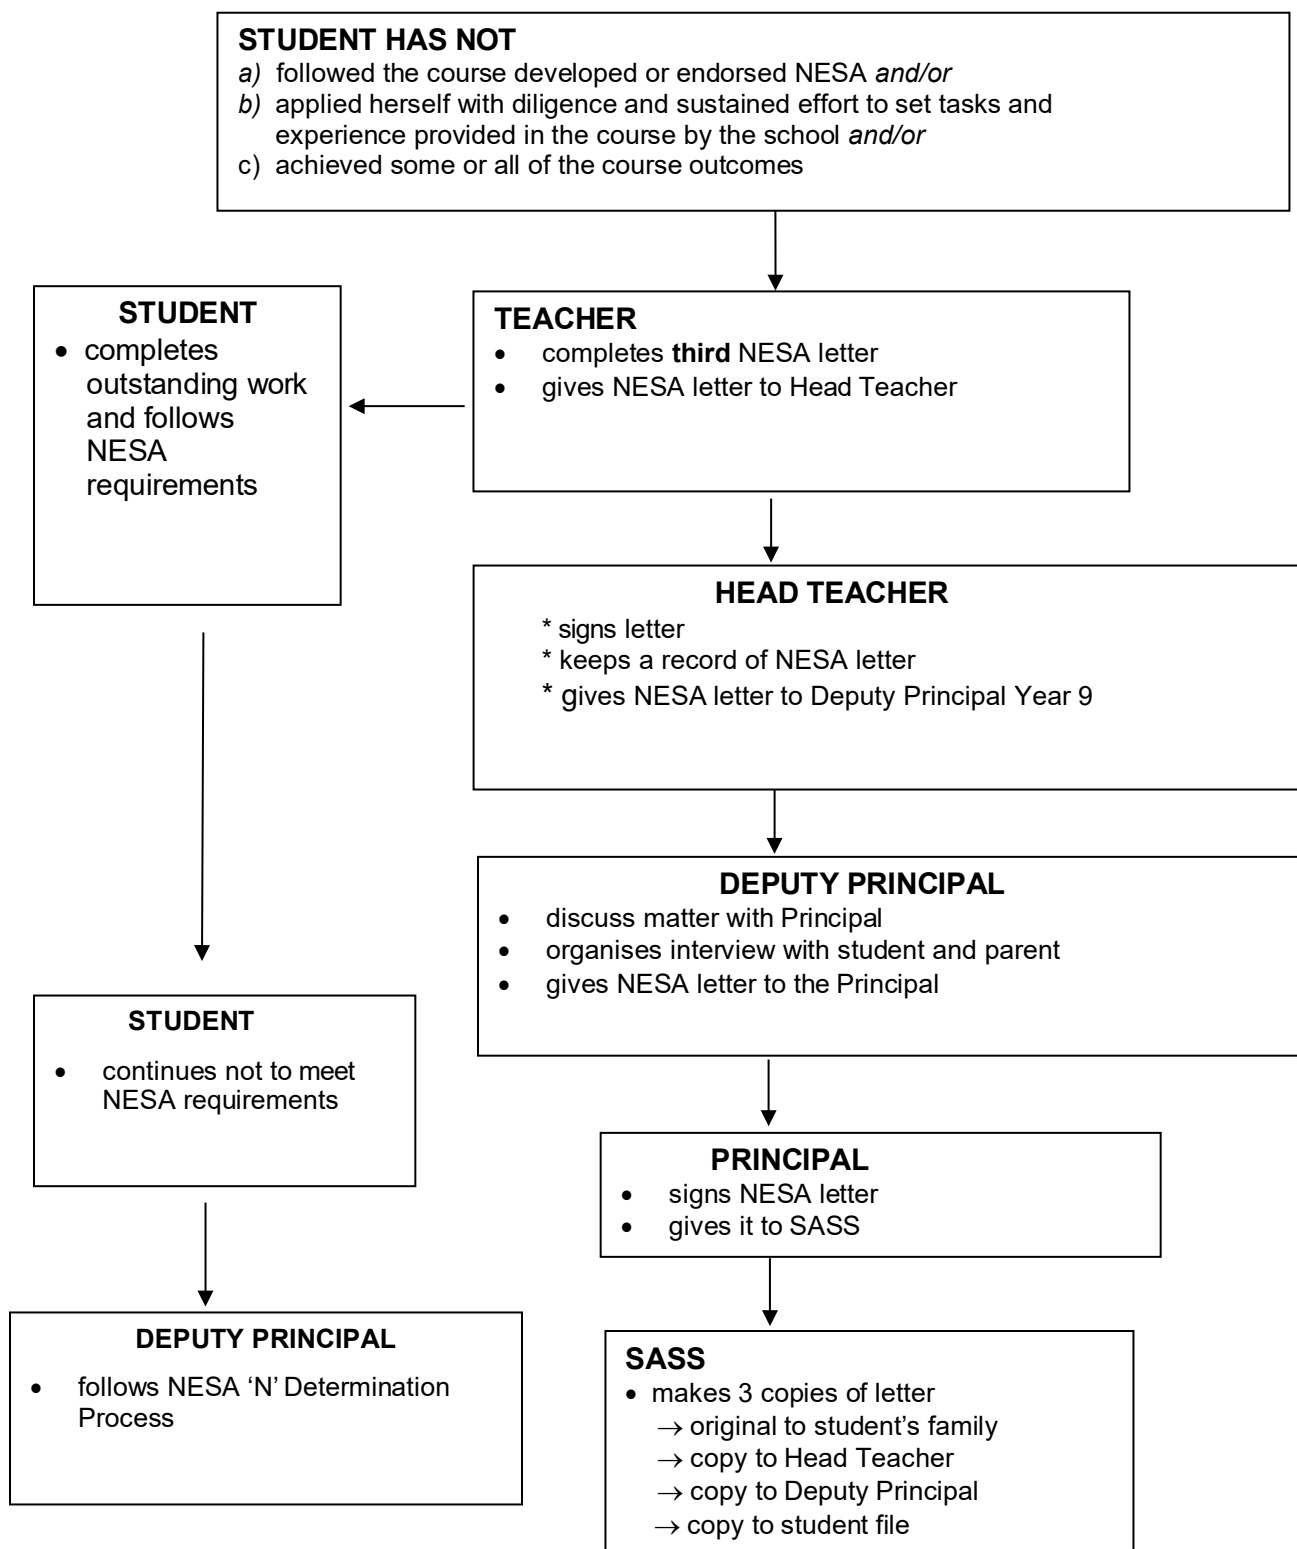 STUDENT HAS NOT
a) followed the course developed or endorsed NESA and/or
b) applied herself with diligence and sustained effort to set tasks and
experience provided in the course by the school and/or
c) achieved some or all of the course outcomes
TEACHER
• completes third NESA letter
• gives NESA letter to Head Teacher
STUDENT
• completes
outstanding work
and follows
NESA
requirements
HEAD TEACHER
* signs letter
* keeps a record of NESA letter
* gives NESA letter to Deputy Principal Year 9
DEPUTY PRINCIPAL
• discuss matter with Principal
• organises interview with student and parent
• gives NESA letter to the Principal
STUDENT
• continues not to meet
NESA requirements
PRINCIPAL
• signs NESA letter
• gives it to SASS
DEPUTY PRINCIPAL
• follows NESA ‘N’ Determination
Process
SASS
• makes 3 copies of letter
→ original to student’s family
→ copy to Head Teacher
→ copy to Deputy Principal
→ copy to student file